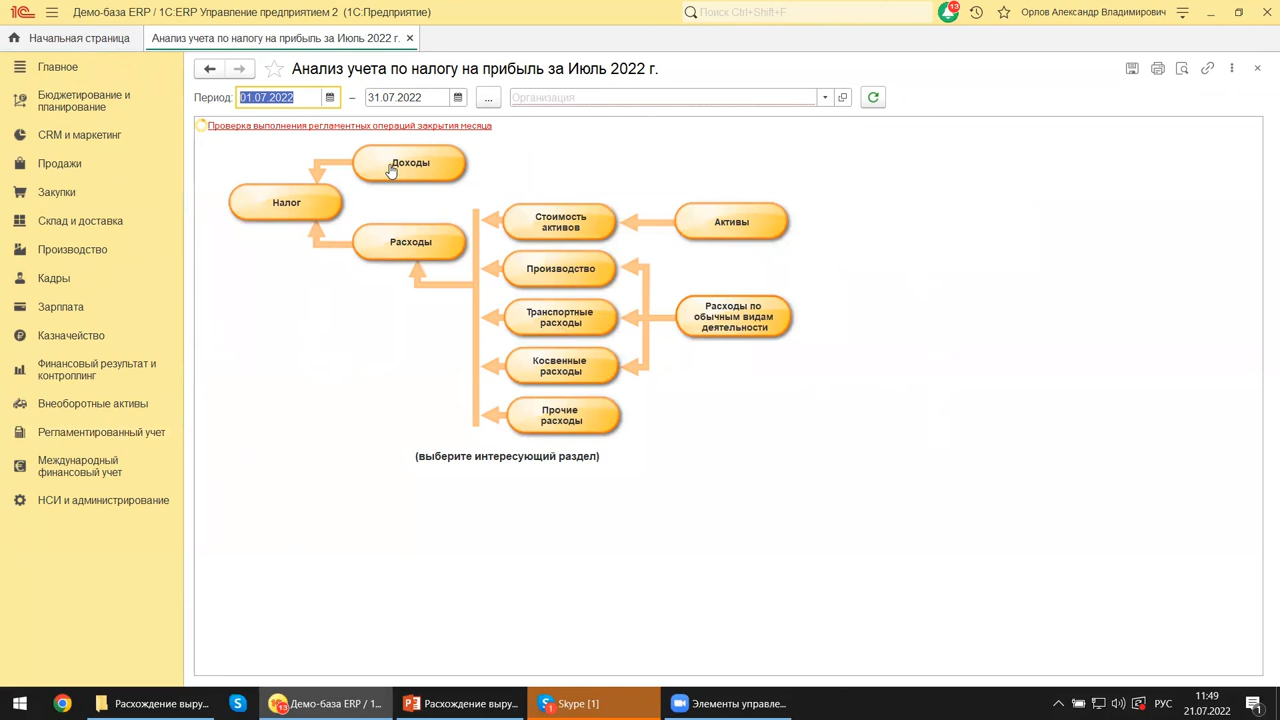 Демо-база ERP / 1С:ERP Управление предприятием 2 (1С:Предприятие)
Поиск Ctrl+Shift+F
13
Орлов Александр Владимирович
Начальная страница
Анализ учета по налогу на прибыль за Июль 2022 г.
Главное
Бюджетирование и
планирование
CRM и маркетинг
Продажи
Закупки
Склад и доставка
Производство
Кадры
Зарплата
Казначейство
Финансовый результат и
контроллинг
Внеоборотные активы
Регламентированный учет
Международный
финансовый учет
НСИ и администрирование
Анализ учета по налогу на прибыль за Июль 2022 г.
Период: 01.07.2022 – 31.07.2022 ... Организация
Проверка выполнения регламентных операций закрытия месяца
Доходы
Налог
Расходы
Стоимость
активов
Активы
Производство
Транспортные
расходы
Расходы по
обычным видам
деятельности
Косвенные
расходы
Прочие
расходы
(выберите интересующий раздел)
Расхождение выру...
13
Демо-база ERP / 1...
Расхождение выру...
1
Skype [1]
Элементы управле...
РУС
11:49
21.07.2022
1